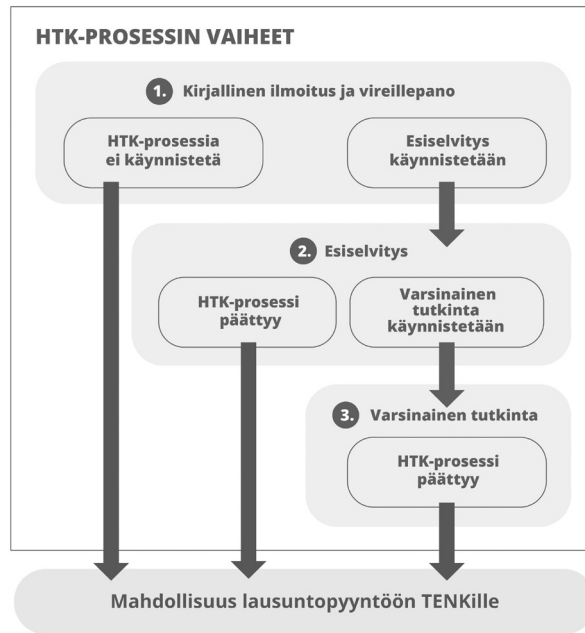 HTK-PROSESSIN VAIHEET
1. Kirjallinen ilmoitus ja vireillepano
HTK-prosessia
ei käynnistetä
Esiselvitys
käynnistetään
2. Esiselvitys
HTK-prosessi
päättyy
Varsinainen
tutkinta
käynnistetään
3. Varsinainen tutkinta
HTK-prosessi
päättyy
Mahdollisuus lausuntopyyntöön TENKille